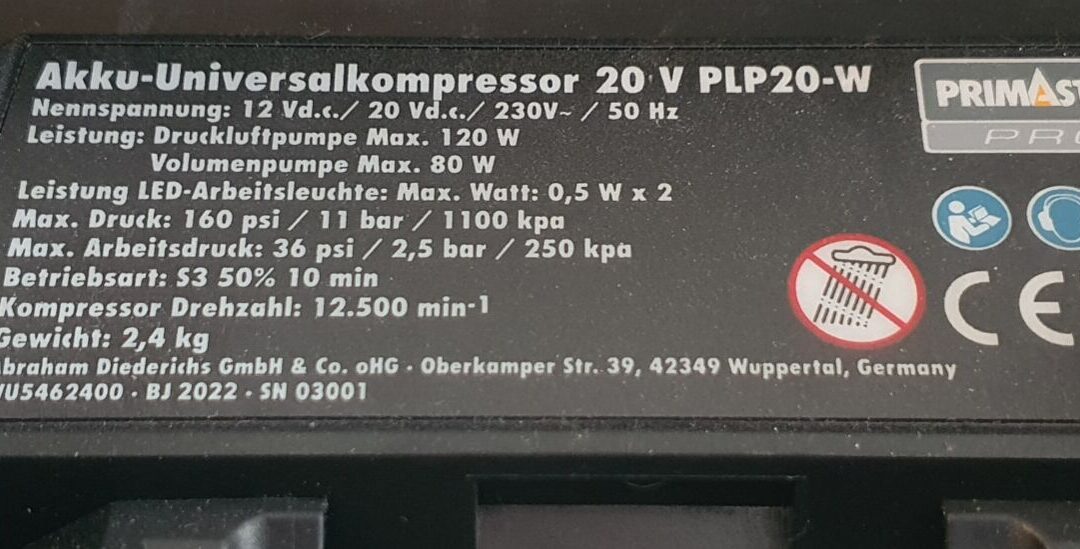 Akku-Universalkompressor 20 V PLP20-W
Nennspannung: 12 Vd.c./ 20 Vd.c./ 230V~ / 50 Hz
Leistung: Druckluftpumpe Max. 120 W
Volumenpumpe Max. 80 W
Leistung LED-Arbeitsleuchte: Max. Watt: 0,5 W x 2
Max. Druck: 160 psi / 11 bar / 1100 kpa
Max. Arbeitsdruck: 36 psi / 2,5 bar / 250 kpa
Betriebsart: S3 50% 10 min
Kompressor Drehzahl: 12.500 min-1
Gewicht: 2,4 kg
braham Diederichs GmbH & Co. oHG · Oberkamper Str. 39, 42349 Wuppertal, Germany
U5462400 · BJ 2022 · SN 03001
PRIMAST
PRO
CE